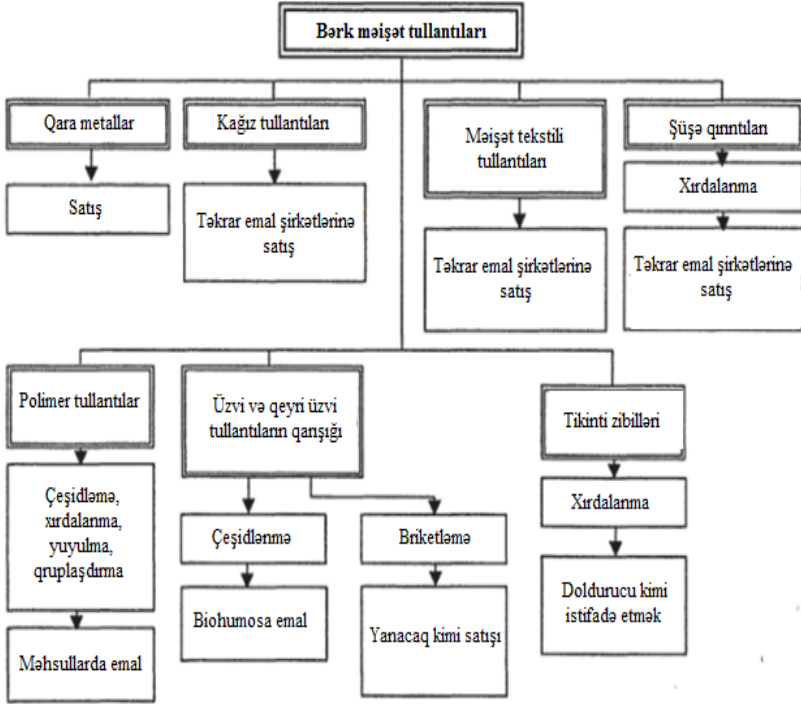 Bərk məişət tullantıları
Qara metallar
Kağız tullantıları
Məişət tekstili
tullantıları
Şüşə qırıntıları
Satış
Təkrar emal şirkətlərinə
satış
Təkrar emal şirkətlərinə
satış
Xırdalanma
Təkrar emal şirkətlərinə
satış
Polimer tullantılar
Üzvi və qeyri üzvi
tullantıların qarışığı
Tikinti zibilləri
Çeşidləmə,
xırdalanma,
yuyulma,
qruplaşdırma
Çeşidlənmə
Briketləmə
Xırdalanma
Məhsullarda emal
Biohumosa emal
Yanacaq kimi satışı
Doldurucu kimi
istifadə etmək